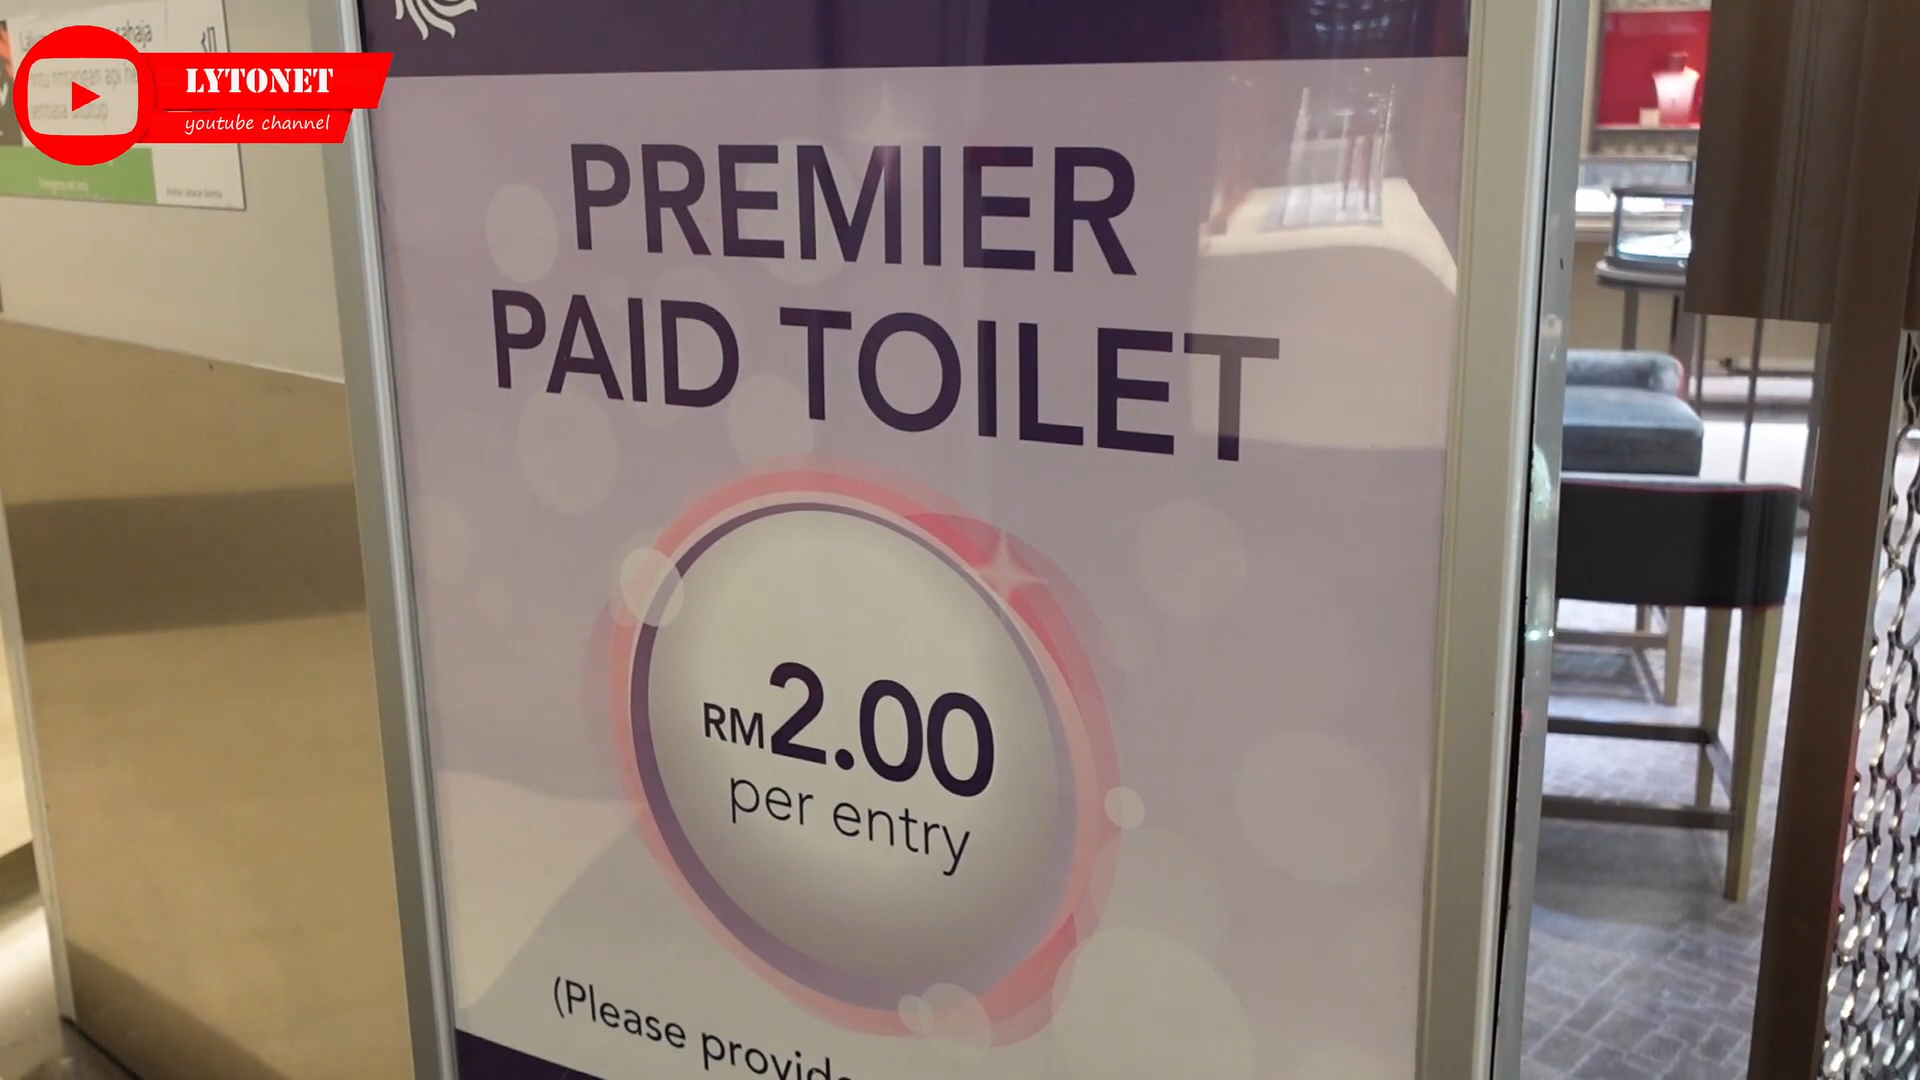 LYTONET
youtube channel
PREMIER
PAID TOILET
RM2.00
per entry
(Please provide